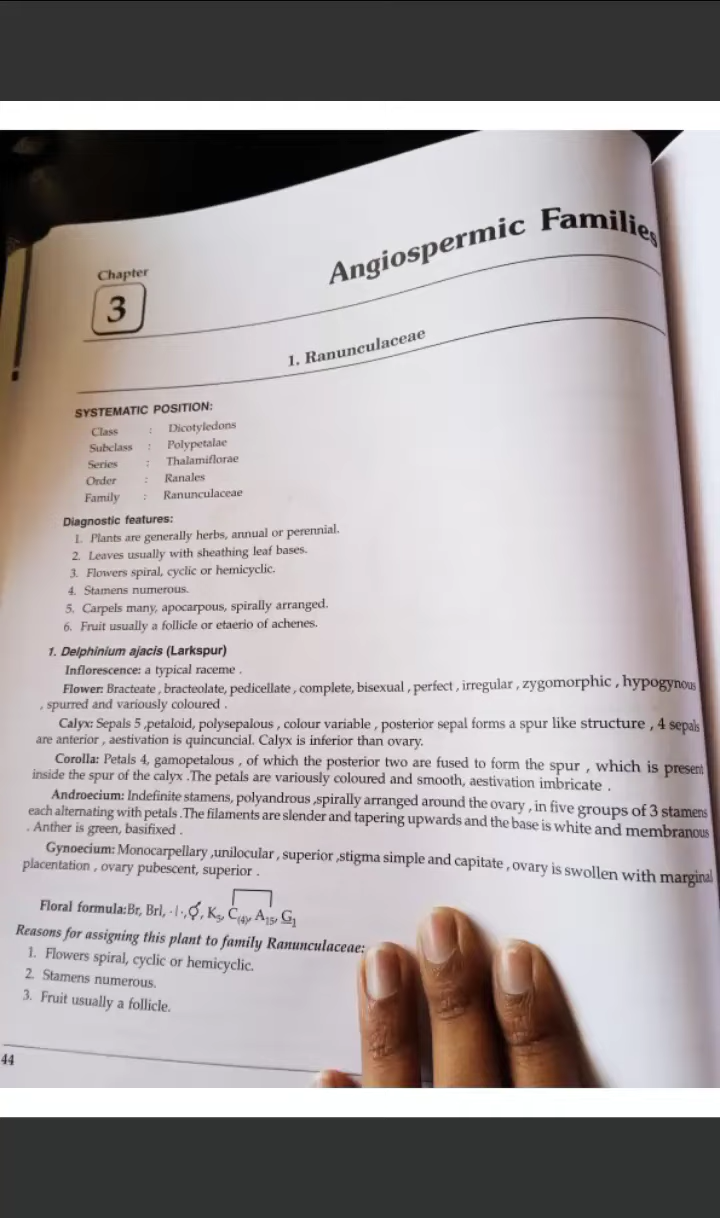 Chapter
3
Angiospermic Families
1. Ranunculaceae
SYSTEMATIC POSITION:
Class : Dicotyledons
Subclass : Polypetalae
Series : Thalamiflorae
Order : Ranales
Family : Ranunculaceae
Diagnostic features:
1. Plants are generally herbs, annual or perennial.
2. Leaves usually with sheathing leaf bases.
3. Flowers spiral, cyclic or hemicyclic.
4. Stamens numerous.
5. Carpels many, apocarpous, spirally arranged.
6. Fruit usually a follicle or etaerio of achenes.
1. Delphinium ajacis (Larkspur)
Inflorescence: a typical raceme .
Flower: Bracteate , bracteolate, pedicellate , complete, bisexual , perfect , irregular , zygomorphic , hypogynous
, spurred and variously coloured .
Calyx: Sepals 5 ,petaloid, polysepalous , colour variable , posterior sepal forms a spur like structure , 4 sepals
are anterior , aestivation is quincuncial. Calyx is inferior than ovary.
Corolla: Petals 4, gamopetalous , of which the posterior two are fused to form the spur , which is present
inside the spur of the calyx .The petals are variously coloured and smooth, aestivation imbricate .
Androecium: Indefinite stamens, polyandrous ,spirally arranged around the ovary , in five groups of 3 stamens
each alternating with petals .The filaments are slender and tapering upwards and the base is white and membranous
. Anther is green, basifixed .
Gynoecium: Monocarpellary ,unilocular , superior ,stigma simple and capitate , ovary is swollen with marginal
placentation , ovary pubescent, superior .
Floral formula:Br, Brl, ·|·, ⚥, K5, C(4), A15, G1
Reasons for assigning this plant to family Ranunculaceae:
1. Flowers spiral, cyclic or hemicyclic.
2. Stamens numerous.
3. Fruit usually a follicle.
44